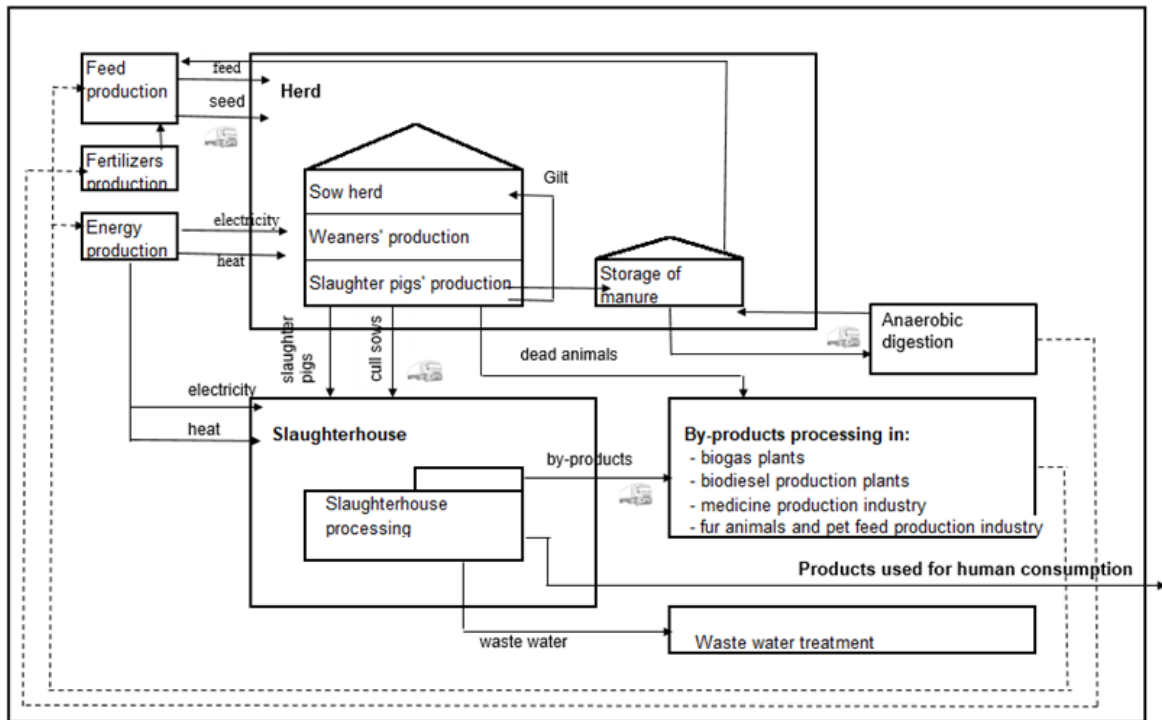 Feed
production
feed
seed
Herd
Fertilizers
production
Energy
production
electricity
heat
Gilt
Sow herd
Weaners' production
Slaughter pigs' production
Storage of
manure
Anaerobic
digestion
slaughter
pigs
cull sows
dead animals
electricity
heat
Slaughterhouse
Slaughterhouse
processing
by-products
By-products processing in:
- biogas plants
- biodiesel production plants
- medicine production industry
- fur animals and pet feed production industry
Products used for human consumption
waste water
Waste water treatment